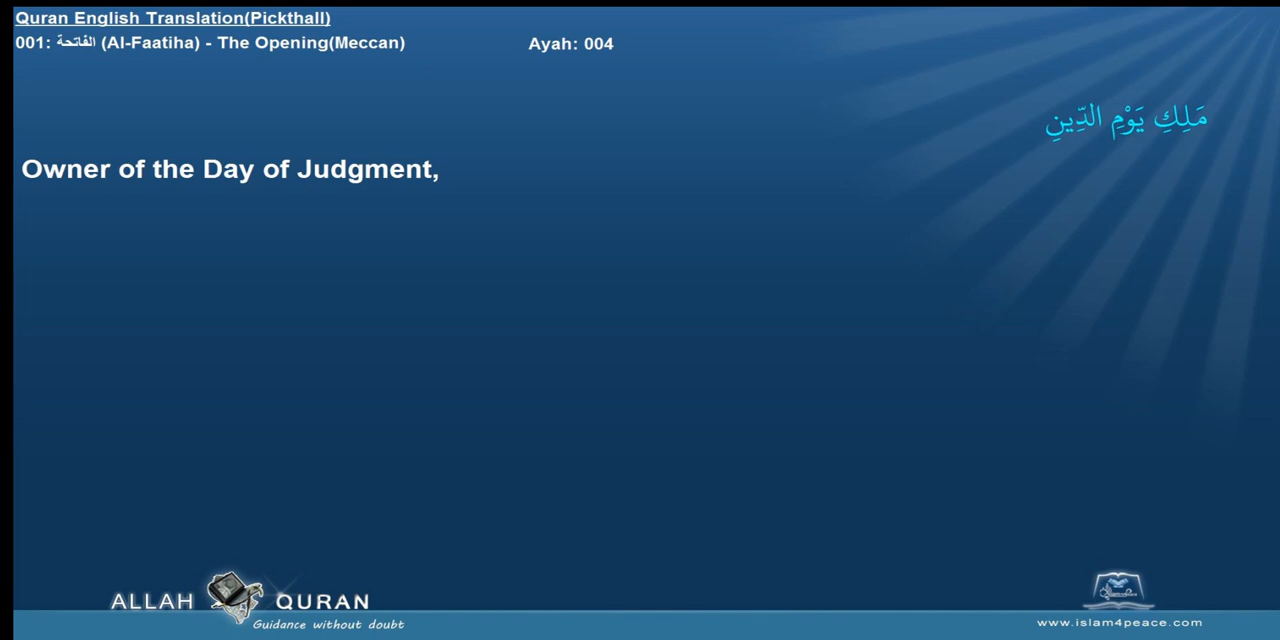 Quran English Translation(Pickthall)
001: الفاتحة (Al-Faatiha) - The Opening(Meccan)
Ayah: 004
مَلِكِ يَوْمِ الدِّينِ
Owner of the Day of Judgment,
ALLAH QURAN
Guidance without doubt
www.islam4peace.com